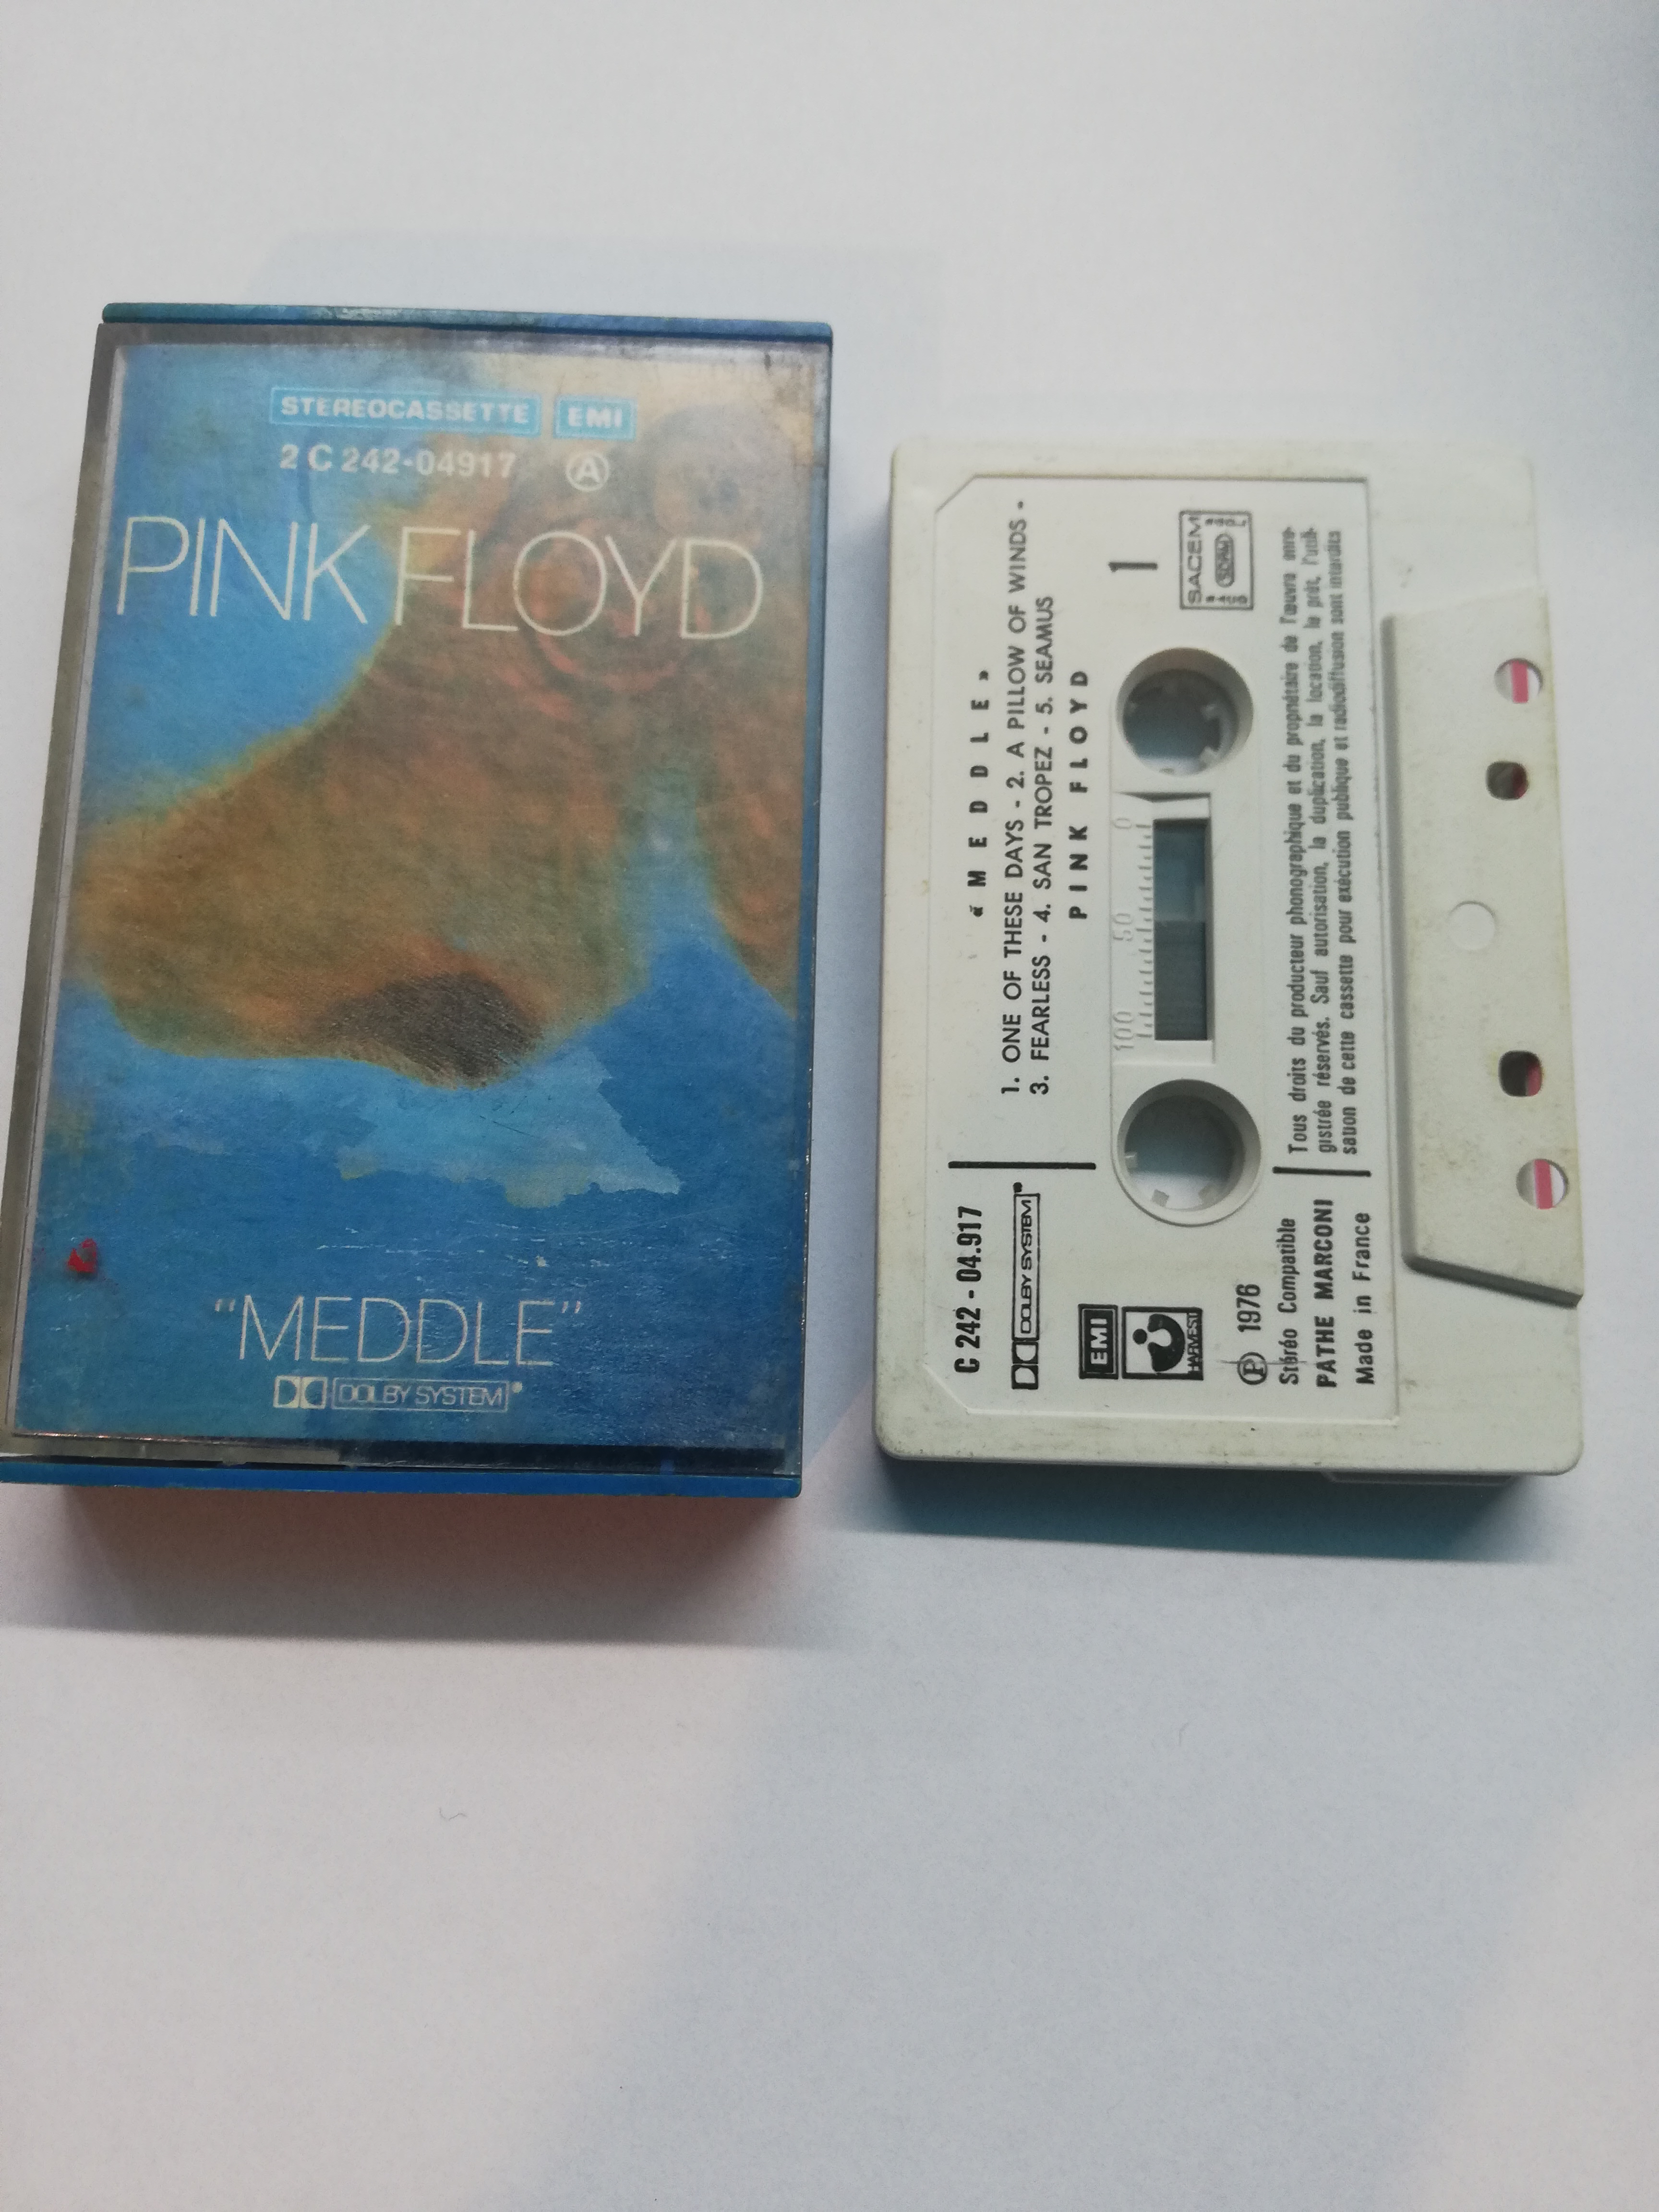 STEREOCASSETTE EMI
2 C 242-04917 A
PINK FLOYD
"MEDDLE"
DOLBY SYSTEM®
C 242 - 04.917
DOLBY SYSTEM®
EMI
HARVEST
Ⓟ 1976
Stéréo Compatible
PATHE MARCONI
Made in France
« MEDDLE »
1. ONE OF THESE DAYS - 2. A PILLOW OF WINDS -
3. FEARLESS - 4. SAN TROPEZ - 5. SEAMUS
PINK FLOYD
1
100 50 0
SACEM
Tous droits du producteur phonographique et du propriétaire de l'œuvre enre-
gistrée réservés. Sauf autorisation, la duplication, la location, le prêt, l'utili-
sation de cette cassette pour exécution publique et radiodiffusion sont interdits